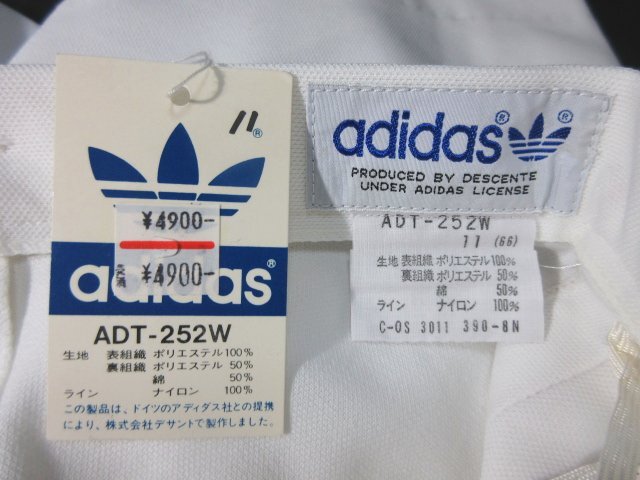 ®
¥4900-
¥4900-
adidas®
ADT-252W
生地 表組織 ポリエステル100%
裏組織 ポリエステル 50%
綿 50%
ライン ナイロン 100%
この製品は、ドイツのアディダス社との提携
により、株式会社デサントで製作しました。
adidas® ®
PRODUCED BY DESCENTE
UNDER ADIDAS LICENSE
ADT-252W
11 (66)
生地 表組織 ポリエステル100%
裏組織 ポリエステル 50%
綿 50%
ライン ナイロン 100%
C-OS 3011 390-8N